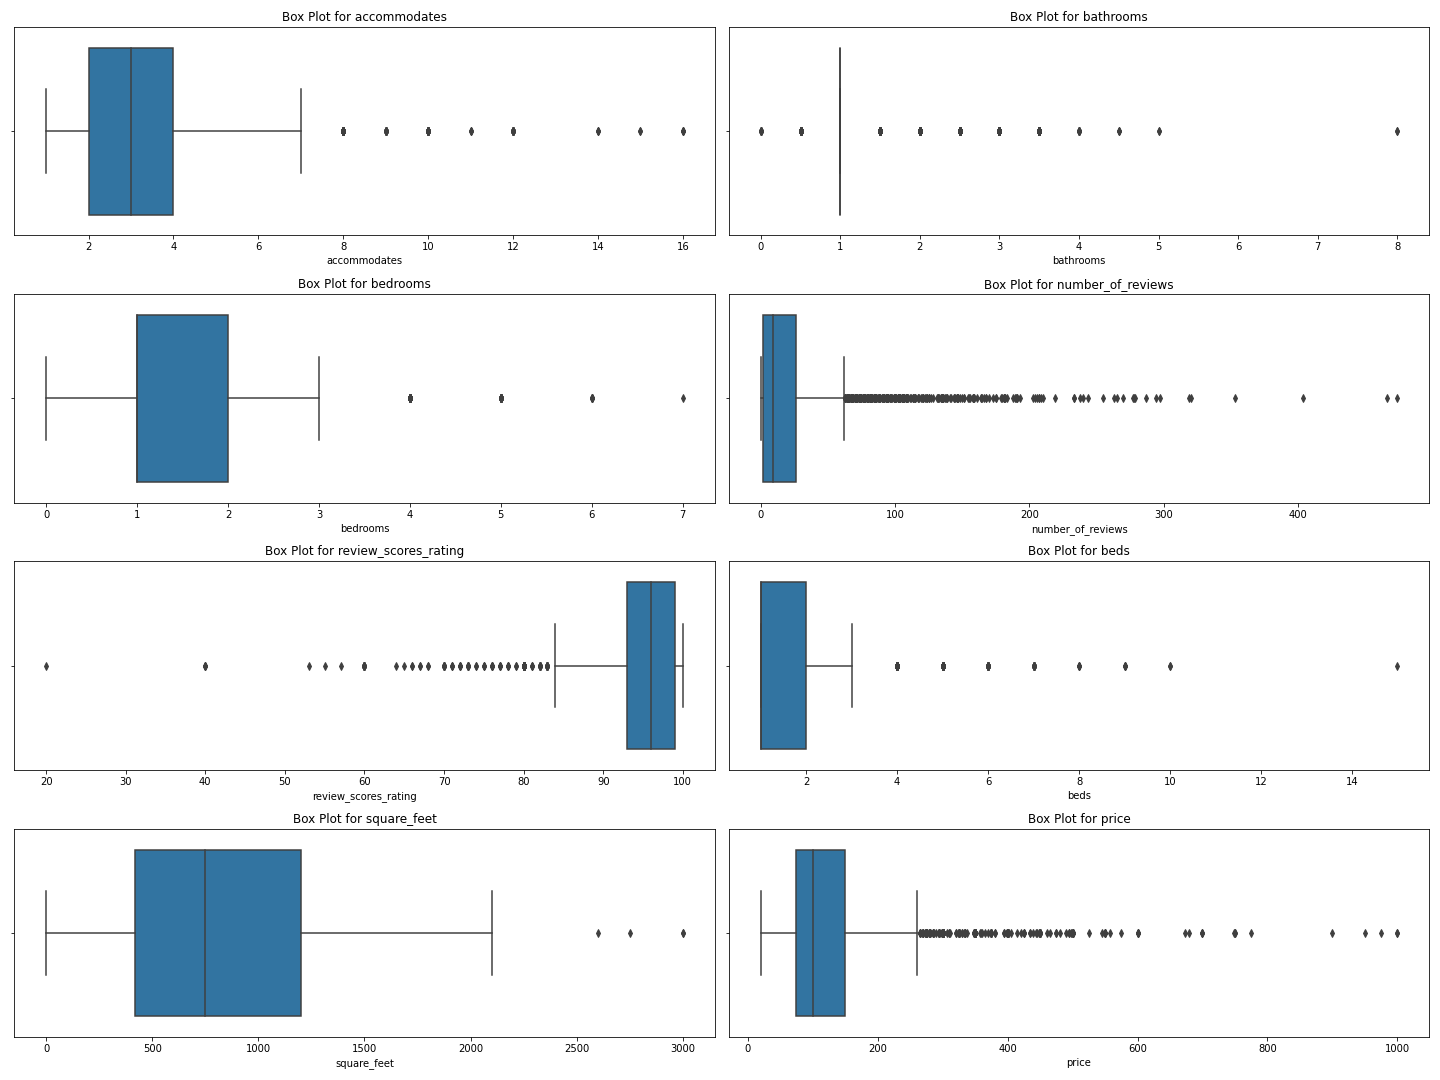 Box Plot for accommodates
2 4 6 8 10 12 14 16
accommodates
Box Plot for bathrooms
0 1 2 3 4 5 6 7 8
bathrooms
Box Plot for bedrooms
0 1 2 3 4 5 6 7
bedrooms
Box Plot for number_of_reviews
0 100 200 300 400
number_of_reviews
Box Plot for review_scores_rating
20 30 40 50 60 70 80 90 100
review_scores_rating
Box Plot for beds
2 4 6 8 10 12 14
beds
Box Plot for square_feet
0 500 1000 1500 2000 2500 3000
square_feet
Box Plot for price
0 200 400 600 800 1000
price